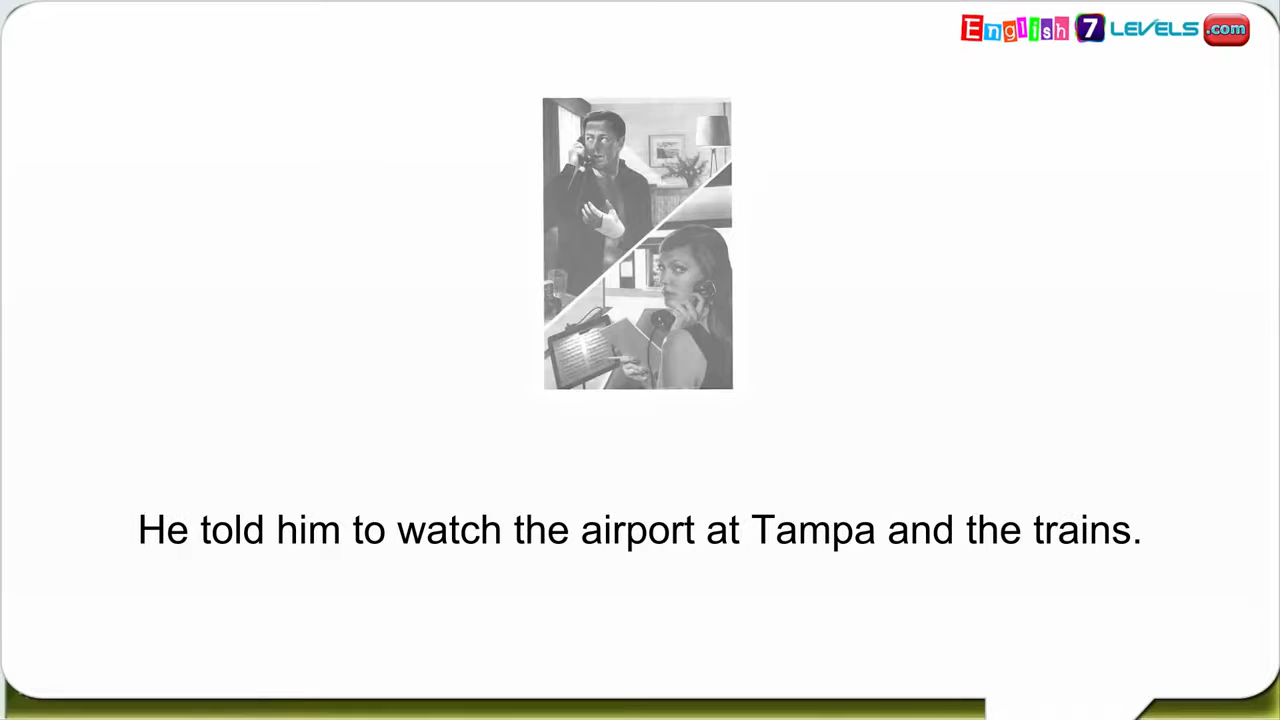 English 7 LEVELS .com
He told him to watch the airport at Tampa and the trains.